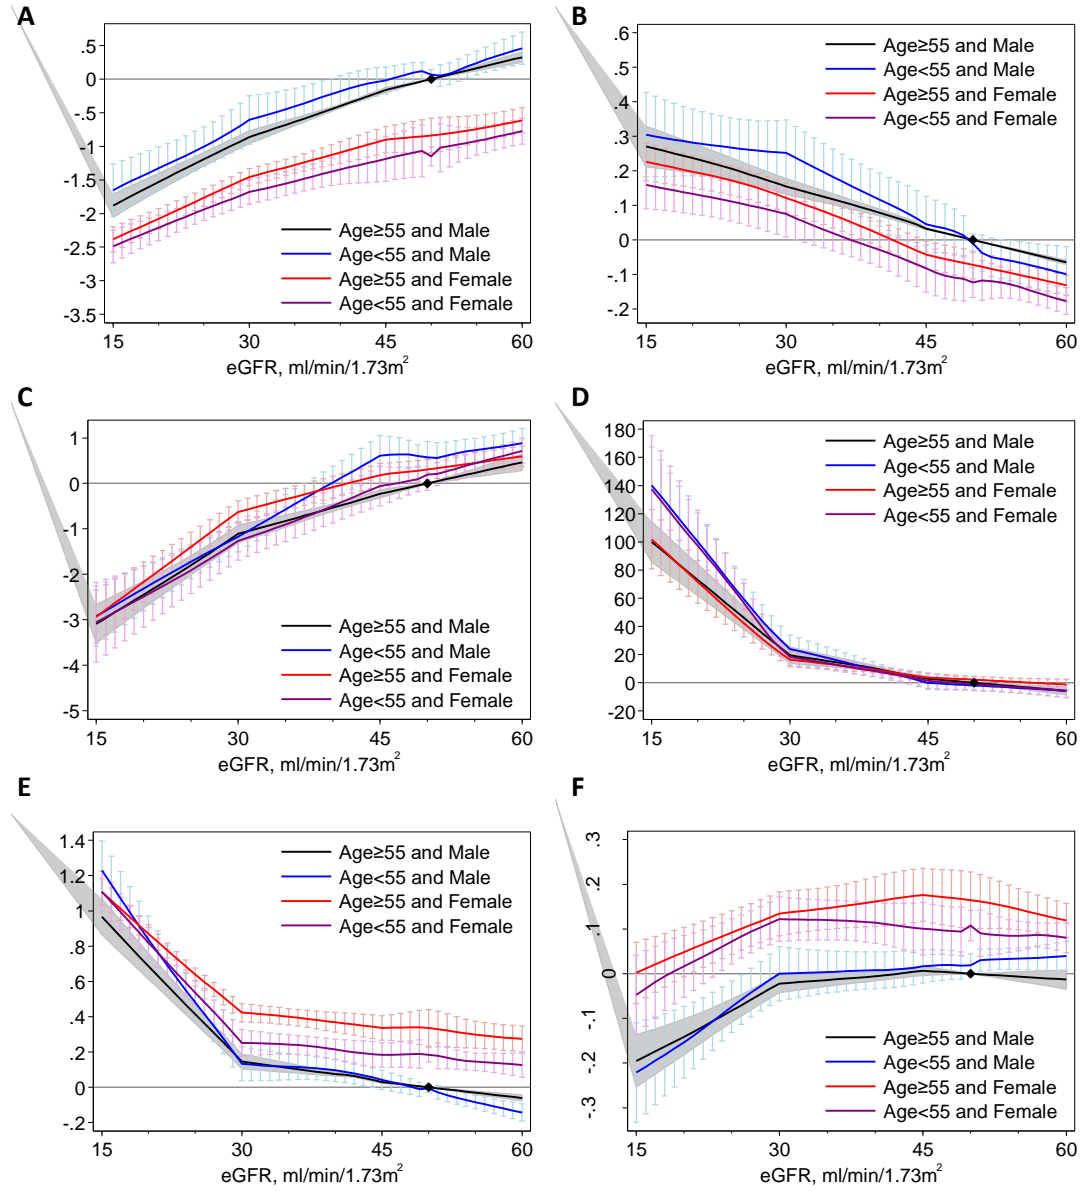 A
.5
0
-.5
-1
-1.5
-2
-2.5
-3
-3.5
Age≥55 and Male
Age<55 and Male
Age≥55 and Female
Age<55 and Female
15 30 45 60
eGFR, ml/min/1.73m²
B
.6
.5
.4
.3
.2
.1
0
-.1
-.2
Age≥55 and Male
Age<55 and Male
Age≥55 and Female
Age<55 and Female
15 30 45 60
eGFR, ml/min/1.73m²
C
1
0
-1
-2
-3
-4
-5
Age≥55 and Male
Age<55 and Male
Age≥55 and Female
Age<55 and Female
15 30 45 60
eGFR, ml/min/1.73m²
D
180
160
140
120
100
80
60
40
20
0
-20
Age≥55 and Male
Age<55 and Male
Age≥55 and Female
Age<55 and Female
15 30 45 60
eGFR, ml/min/1.73m²
E
1.4
1.2
1
.8
.6
.4
.2
0
-.2
Age≥55 and Male
Age<55 and Male
Age≥55 and Female
Age<55 and Female
15 30 45 60
eGFR, ml/min/1.73m²
F
.3
.2
.1
0
-.1
-.2
-.3
Age≥55 and Male
Age<55 and Male
Age≥55 and Female
Age<55 and Female
15 30 45 60
eGFR, ml/min/1.73m²